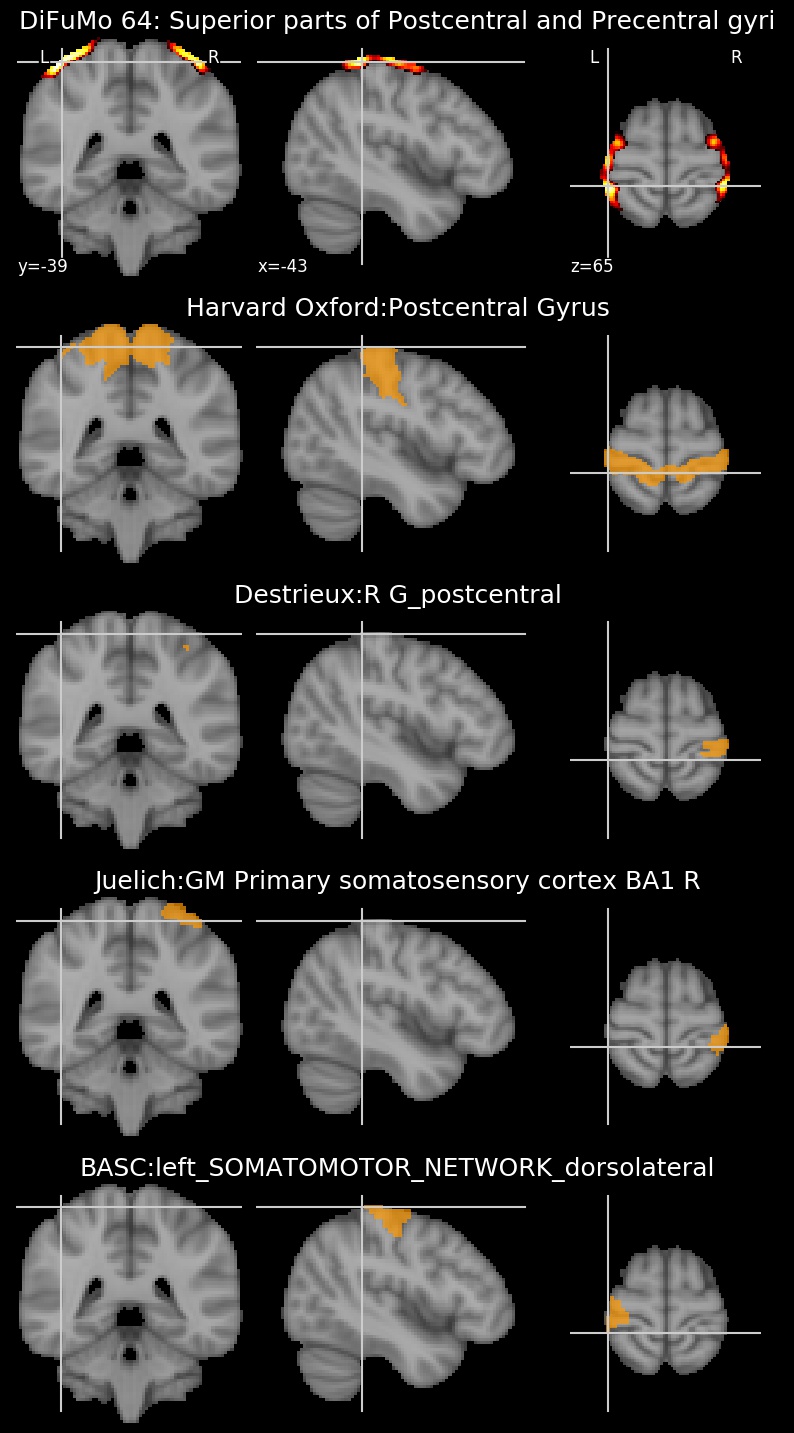 DiFuMo 64: Superior parts of Postcentral and Precentral gyri
L R L R
y=-39 x=-43 z=65
Harvard Oxford:Postcentral Gyrus
Destrieux:R G_postcentral
Juelich:GM Primary somatosensory cortex BA1 R
BASC:left_SOMATOMOTOR_NETWORK_dorsolateral